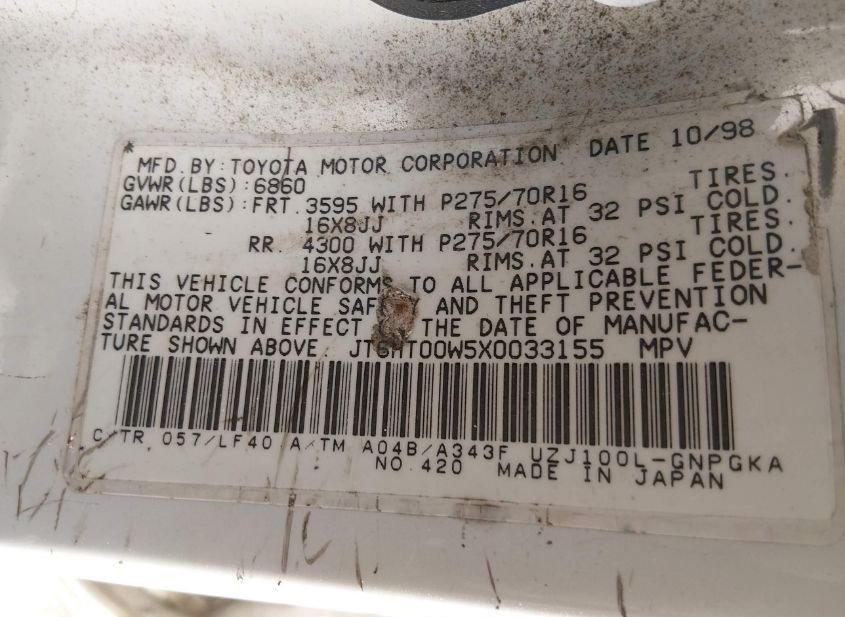 * MFD.BY:TOYOTA MOTOR CORPORATION DATE 10/98
GVWR(LBS):6860
GAWR(LBS):FRT.3595 WITH P275/70R16 TIRES.
16X8JJ RIMS.AT 32 PSI COLD.
RR. 4300 WITH P275/70R16 TIRES.
16X8JJ RIMS.AT 32 PSI COLD.
THIS VEHICLE CONFORMS TO ALL APPLICABLE FEDER-
AL MOTOR VEHICLE AND THEFT PREVENTION
STANDARDS IN EFFECT THE DATE OF MANUFAC-
TURE SHOWN ABOVE. JT6HT00W5X0033155 MPV
C/TR 057/LF40 A/TM A04B/A343F UZJ100L-GNPGKA
NO.420 MADE IN JAPAN